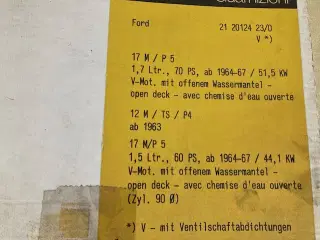 Ford 21 20124 23/0
V *)
17 M / P 5
1,7 Ltr., 70 PS, ab 1964-67 / 51,5 KW
V-Mot. mit offenem Wassermantel -
open deck - avec chemise d'eau ouverte
12 M / TS / P4
ab 1963
17 M/P 5
1,5 Ltr., 60 PS, ab 1964-67 / 44,1 KW
V-Mot. mit offenem Wassermantel -
open deck - avec chemise d'eau ouverte
(Zyl. 90 Ø)
*) V - mit Ventilschaftabdichtungen